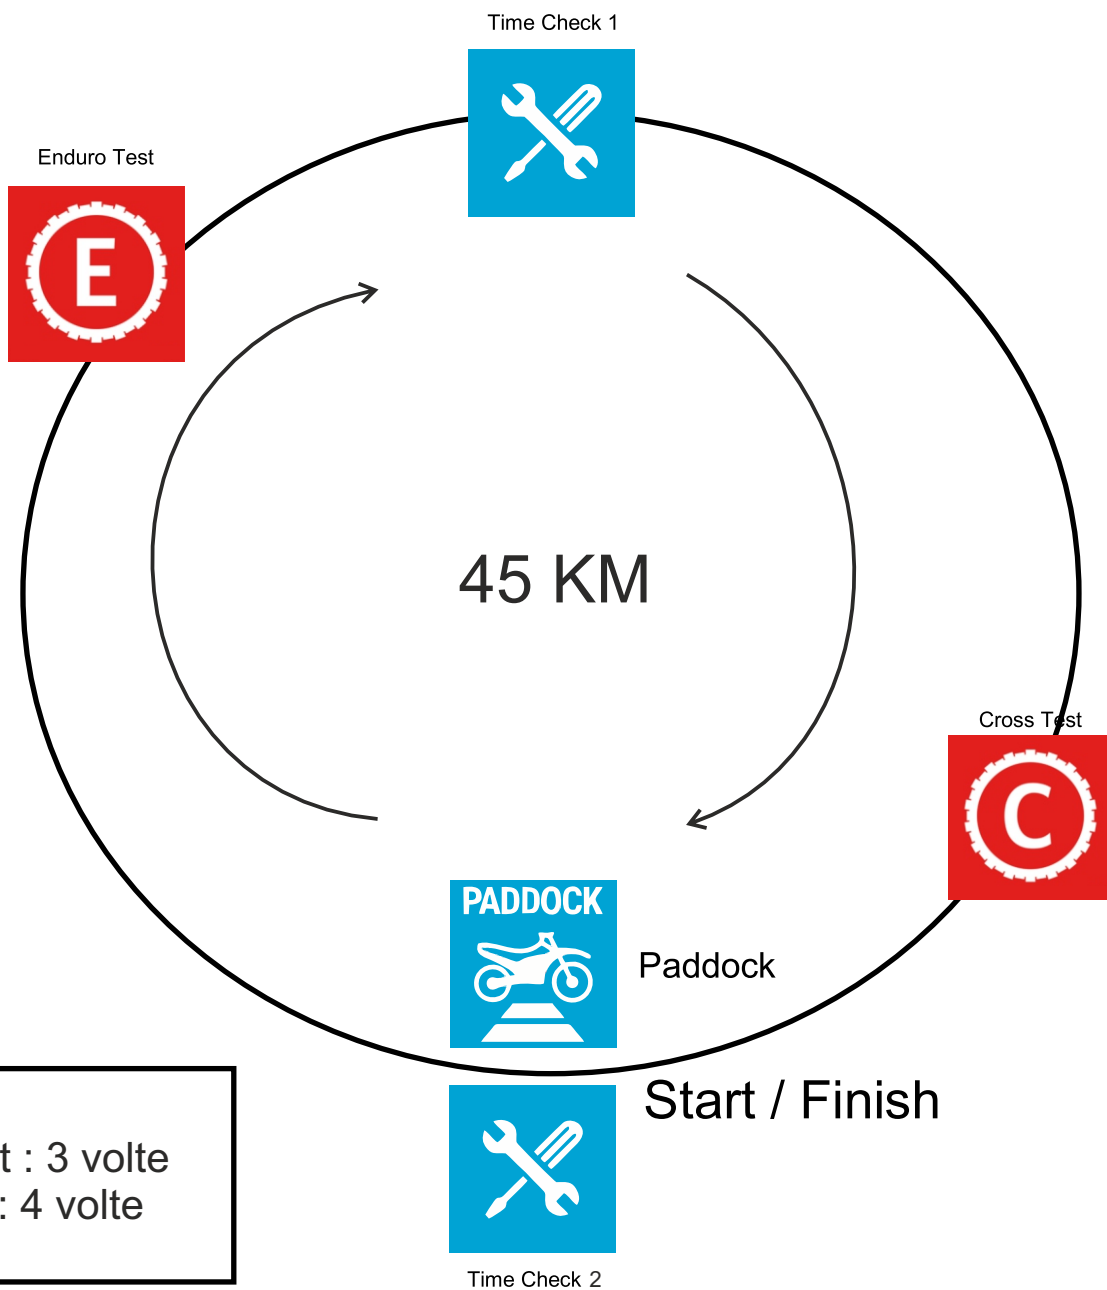 Time Check 1
Enduro Test
E
45 KM
Cross Test
C
PADDOCK
Paddock
Start / Finish
t : 3 volte
: 4 volte
Time Check 2